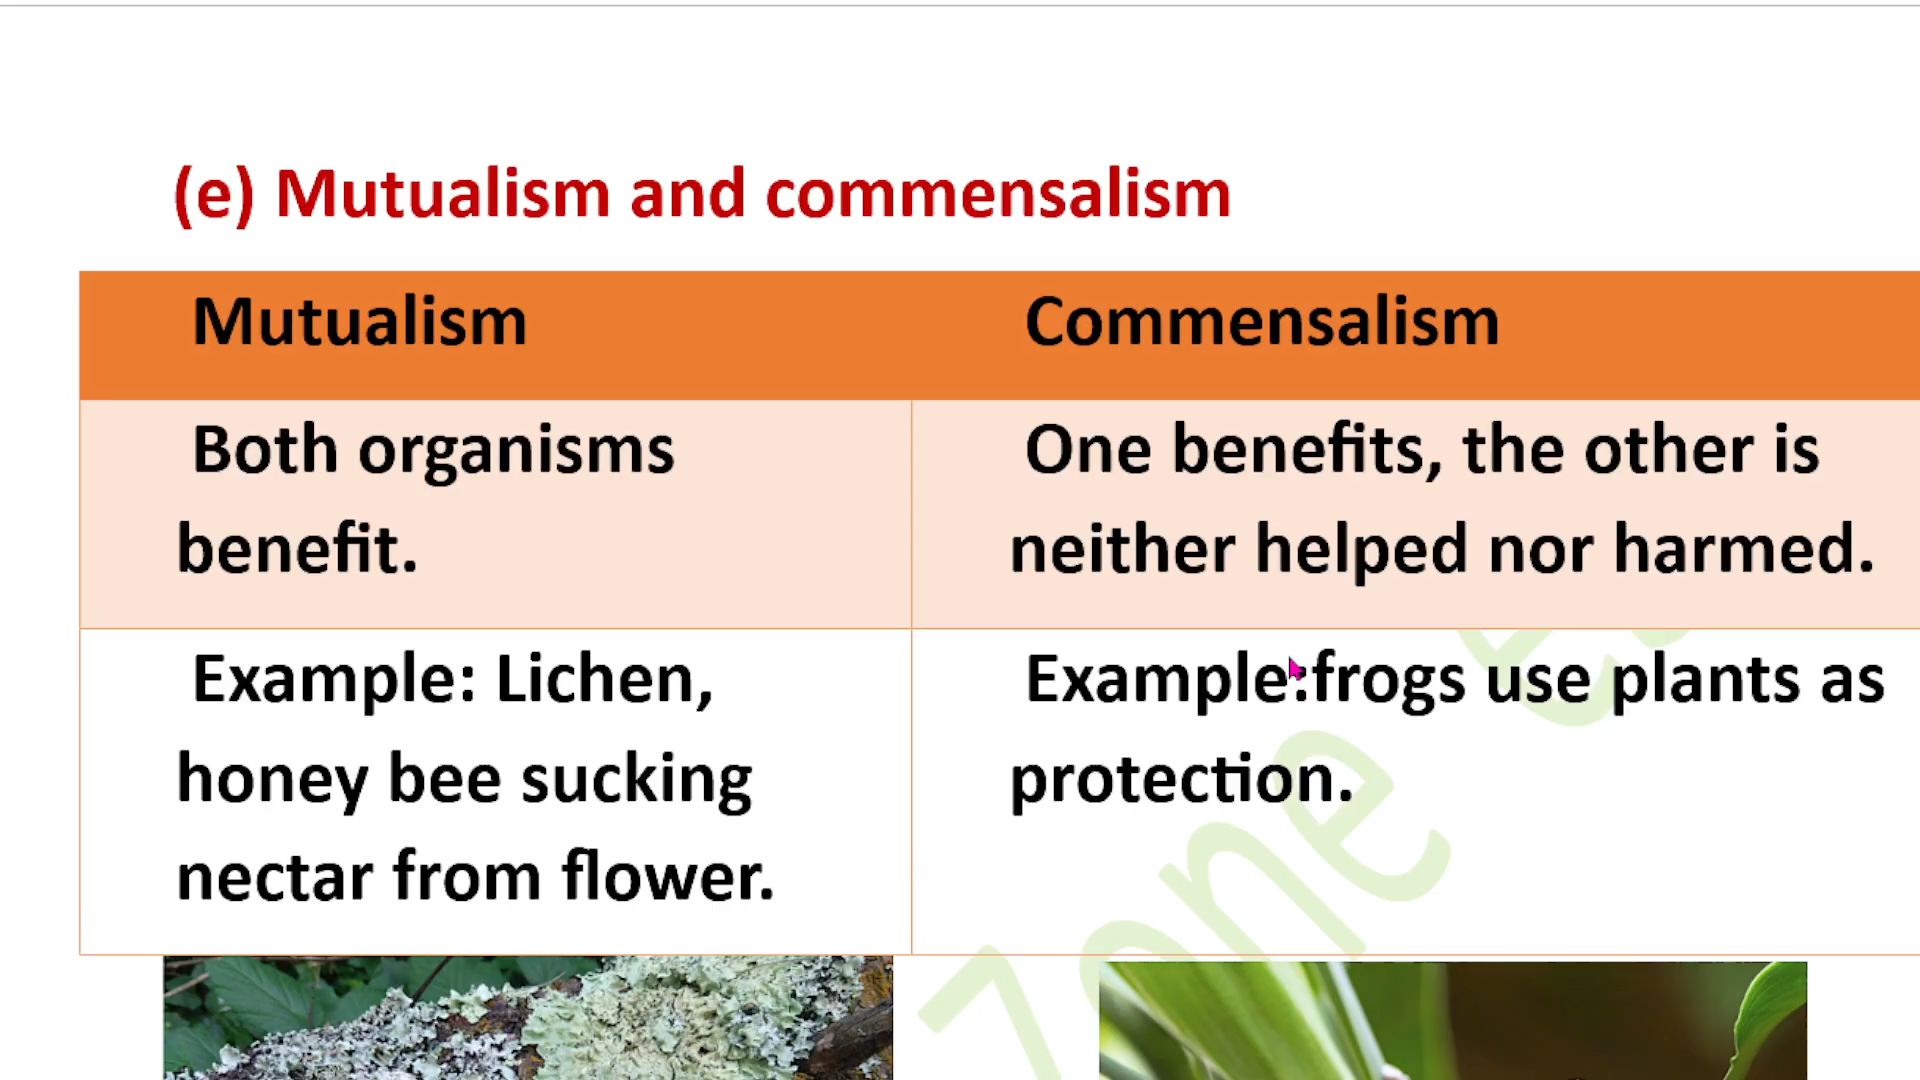 (e) Mutualism and commensalism
Mutualism
Commensalism
Both organisms
benefit.
One benefits, the other is
neither helped nor harmed.
Example: Lichen,
honey bee sucking
nectar from flower.
Example:frogs use plants as
protection.
Zone